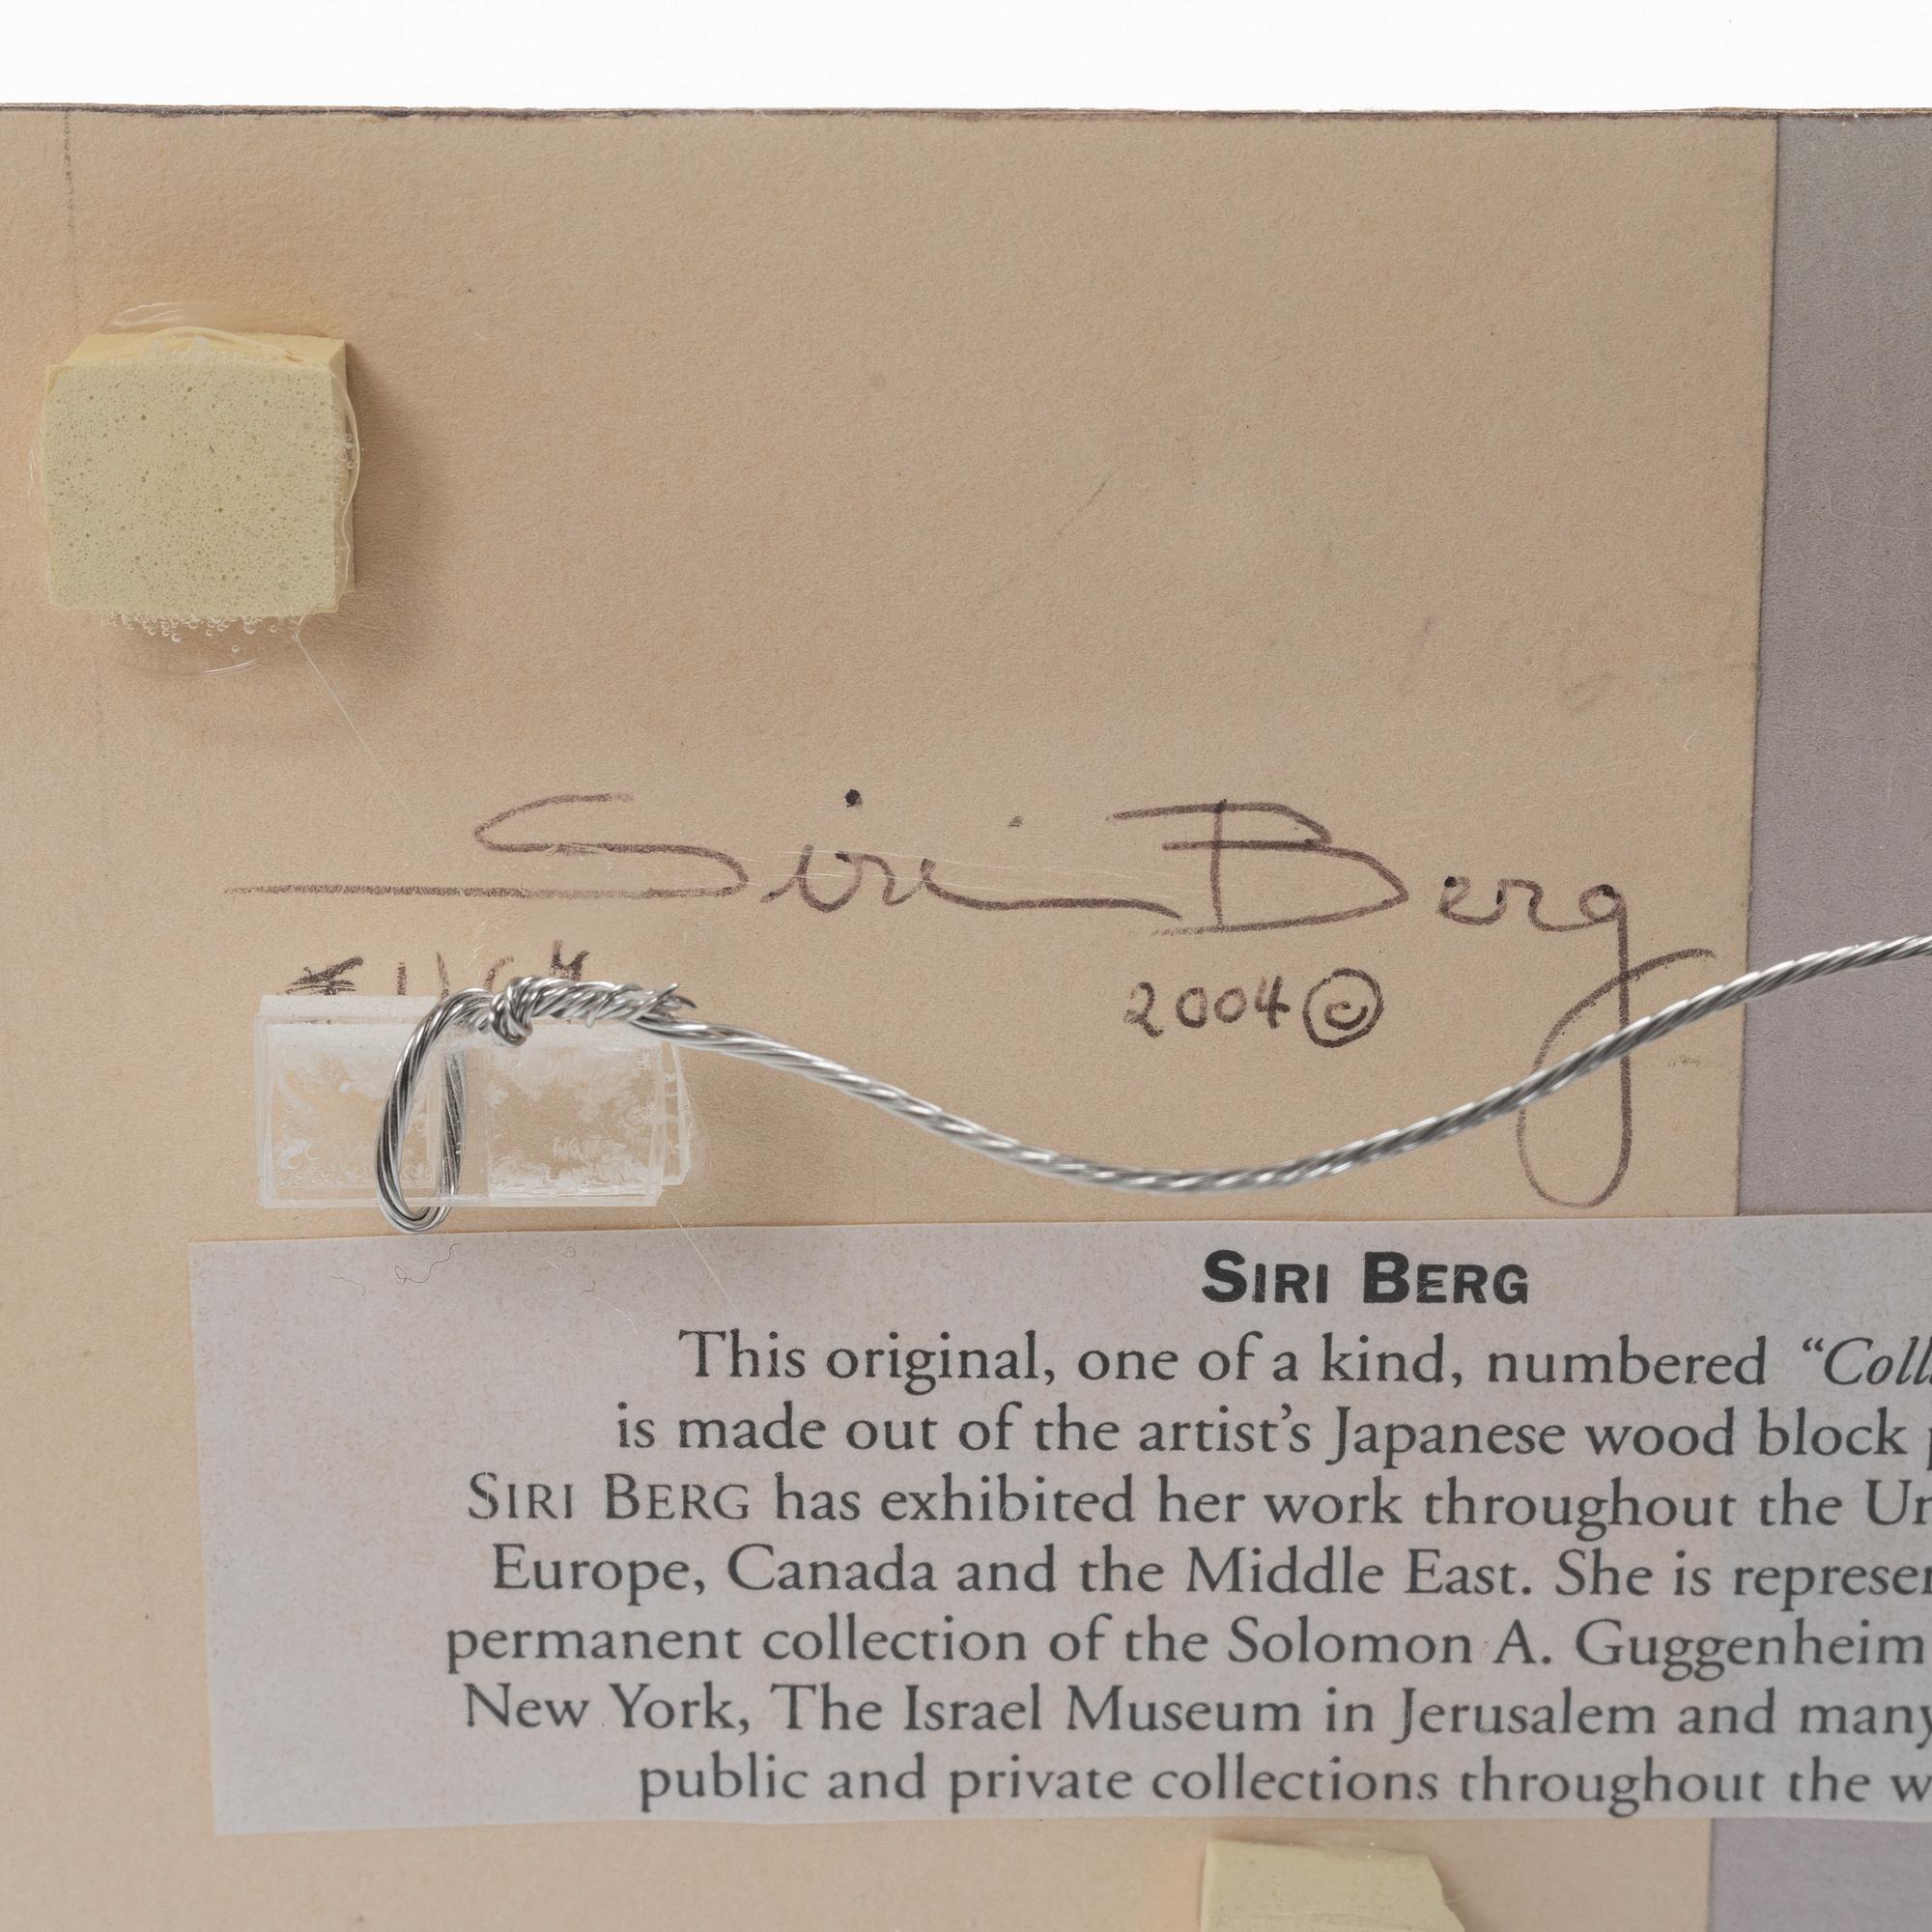 Siri Berg
2004 ©
SIRI BERG
This original, one of a kind, numbered
is made out of the artist's Japanese wood block
SIRI BERG has exhibited her work throughout the
Europe, Canada and the Middle East. She is
permanent collection of the Solomon A. Guggenheim
New York, The Israel Museum in Jerusalem and many
public and private collections throughout the